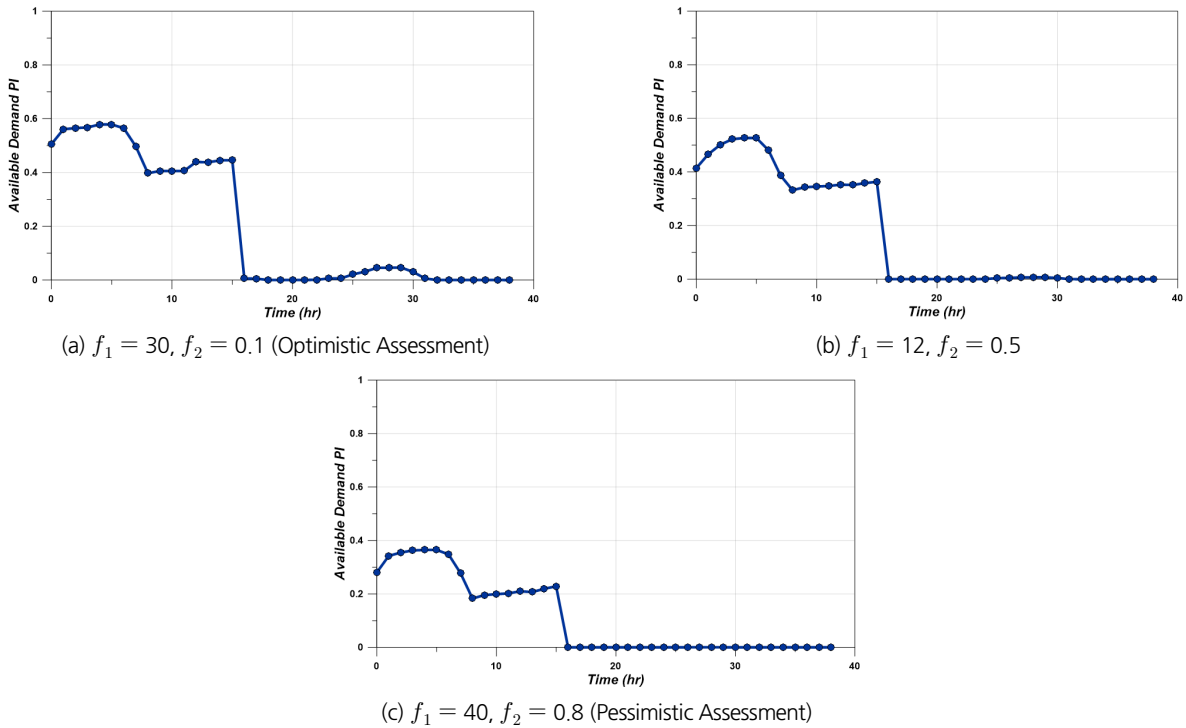 1
0.8
0.6
0.4
0.2
0
Available Demand PI
0 10 20 30 40
Time (hr)
(a) f₁ = 30, f₂ = 0.1 (Optimistic Assessment)
1
0.8
0.6
0.4
0.2
0
Available Demand PI
0 10 20 30 40
Time (hr)
(b) f₁ = 12, f₂ = 0.5
1
0.8
0.6
0.4
0.2
0
Available Demand PI
0 10 20 30 40
Time (hr)
(c) f₁ = 40, f₂ = 0.8 (Pessimistic Assessment)